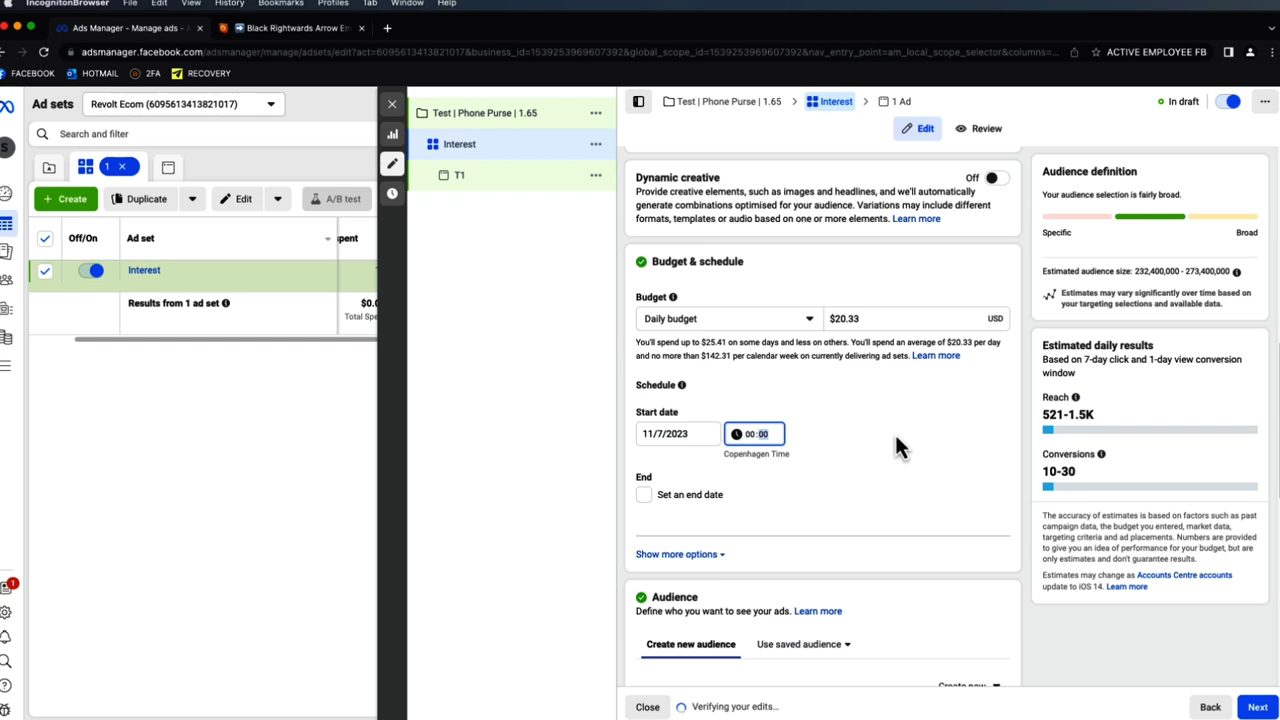 IncognitonBrowser File Edit View History Bookmarks Profiles Tab Window Help
Ads Manager - Manage ads -
Black Rightwards Arrow En
adsmanager.facebook.com/adsmanager/manage/adsets/edit?act=6095613413821017&business_id=1539253969607392&global_scope_id=1539253969607392&nav_entry_point=am_local_scope_selector&columns=...
ACTIVE EMPLOYEE FB
FACEBOOK HOTMAIL 2FA RECOVERY
Ad sets
Revolt Ecom (6095613413821017)
Search and filter
1
Create
Duplicate
Edit
A/B test
Off/On
Ad set
spent
Interest
Results from 1 ad set
$0.0
Total Spe
S
1
Test | Phone Purse | 1.65
Interest
T1
Test | Phone Purse | 1.65 > Interest > 1 Ad
In draft
Edit
Review
Dynamic creative
Off
Provide creative elements, such as images and headlines, and we'll automatically
generate combinations optimised for your audience. Variations may include different
formats, templates or audio based on one or more elements. Learn more
Budget & schedule
Budget
Daily budget
$20.33
USD
You'll spend up to $25.41 on some days and less on others. You'll spend an average of $20.33 per day
and no more than $142.31 per calendar week on currently delivering ad sets. Learn more
Schedule
Start date
11/7/2023
00:00
Copenhagen Time
End
Set an end date
Show more options
Audience
Define who you want to see your ads. Learn more
Create new audience
Use saved audience
Create new
Close
Verifying your edits...
Back
Next
Audience definition
Your audience selection is fairly broad.
Specific
Broad
Estimated audience size: 232,400,000 - 273,400,000
Estimates may vary significantly over time based on
your targeting selections and available data.
Estimated daily results
Based on 7-day click and 1-day view conversion
window
Reach
521-1.5K
Conversions
10-30
The accuracy of estimates is based on factors such as past
campaign data, the budget you entered, market data,
targeting criteria and ad placements. Numbers are provided
to give you an idea of performance for your budget, but are
only estimates and don't guarantee results.
Estimates may change as Accounts Centre accounts
update to iOS 14. Learn more